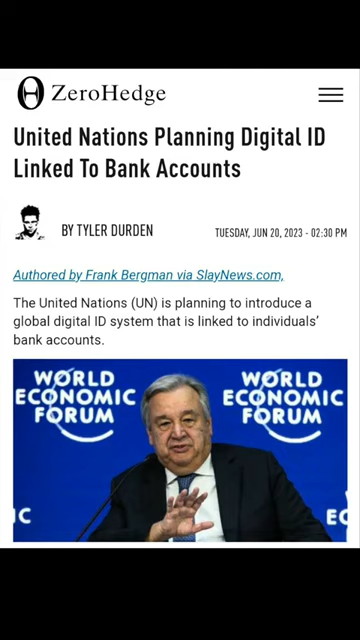 ZeroHedge
United Nations Planning Digital ID
Linked To Bank Accounts
BY TYLER DURDEN
TUESDAY, JUN 20, 2023 - 02:30 PM
Authored by Frank Bergman via SlayNews.com,
The United Nations (UN) is planning to introduce a
global digital ID system that is linked to individuals’
bank accounts.
WORLD ECONOMIC FORUM
WORLD ECONOMIC FORUM
IC
EC